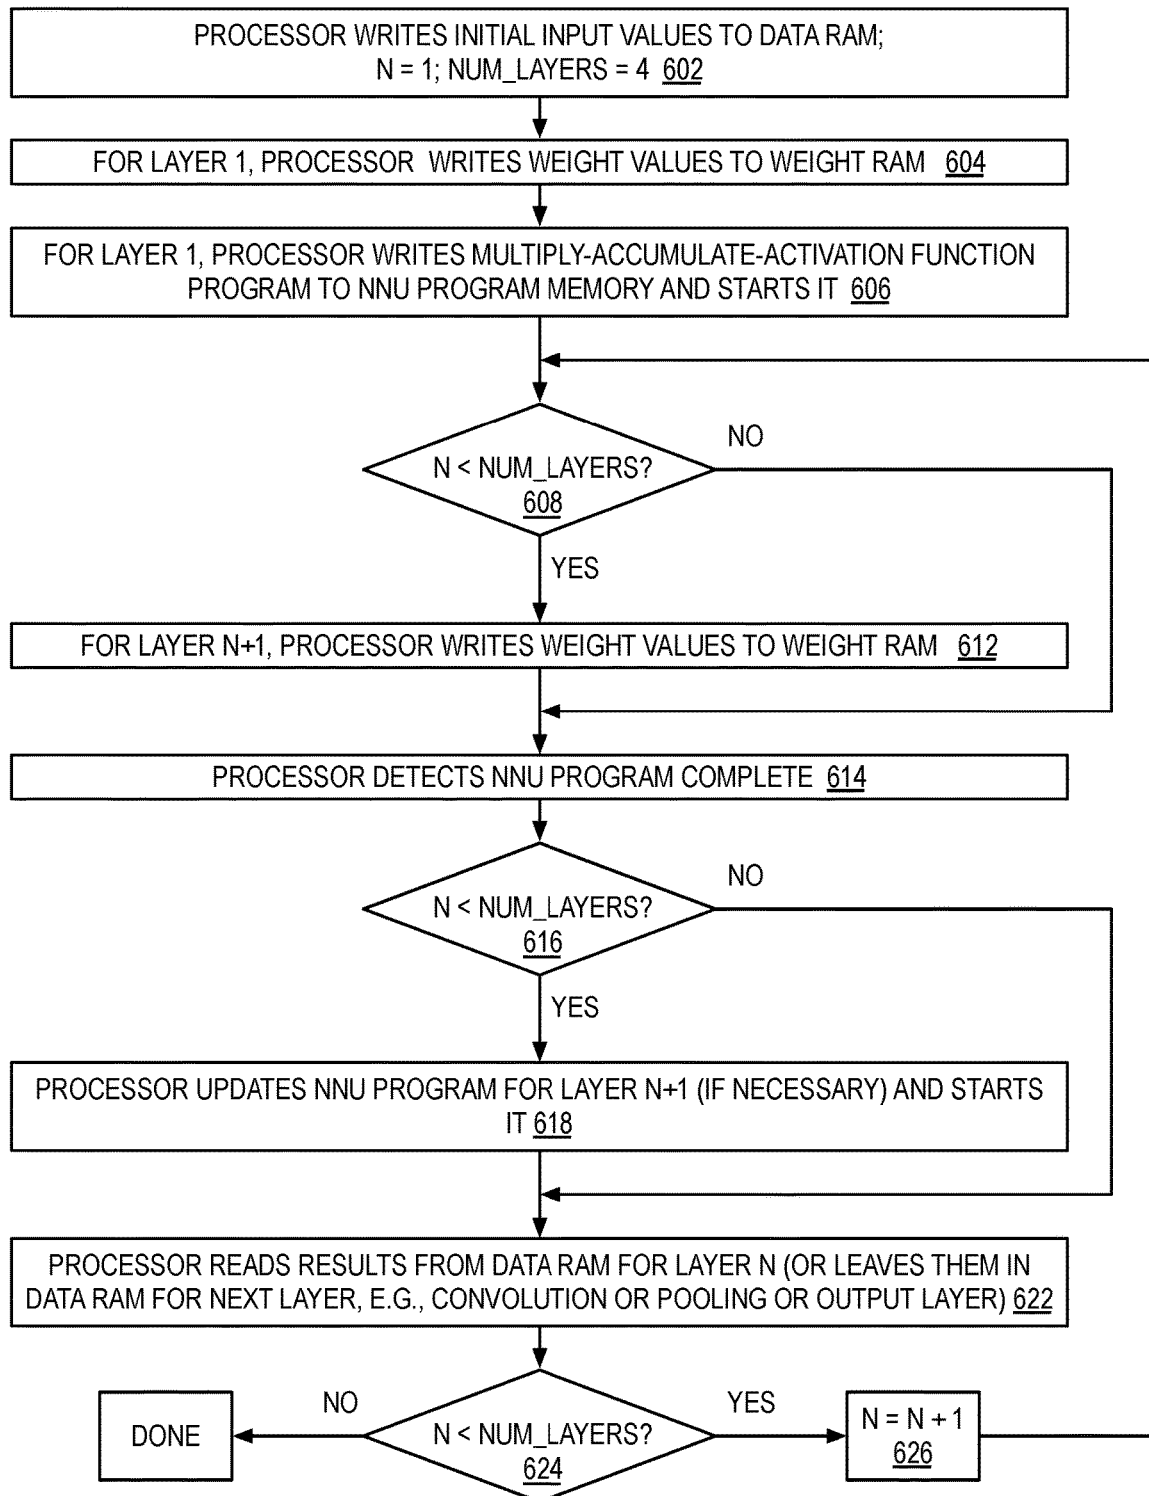 PROCESSOR WRITES INITIAL INPUT VALUES TO DATA RAM;
N = 1; NUM_LAYERS = 4 602
FOR LAYER 1, PROCESSOR WRITES WEIGHT VALUES TO WEIGHT RAM 604
FOR LAYER 1, PROCESSOR WRITES MULTIPLY-ACCUMULATE-ACTIVATION FUNCTION
PROGRAM TO NNU PROGRAM MEMORY AND STARTS IT 606
NO
N < NUM_LAYERS?
608
YES
FOR LAYER N+1, PROCESSOR WRITES WEIGHT VALUES TO WEIGHT RAM 612
PROCESSOR DETECTS NNU PROGRAM COMPLETE 614
NO
N < NUM_LAYERS?
616
YES
PROCESSOR UPDATES NNU PROGRAM FOR LAYER N+1 (IF NECESSARY) AND STARTS
IT 618
PROCESSOR READS RESULTS FROM DATA RAM FOR LAYER N (OR LEAVES THEM IN
DATA RAM FOR NEXT LAYER, E.G., CONVOLUTION OR POOLING OR OUTPUT LAYER) 622
NO
YES
DONE
N < NUM_LAYERS?
624
N = N + 1
626